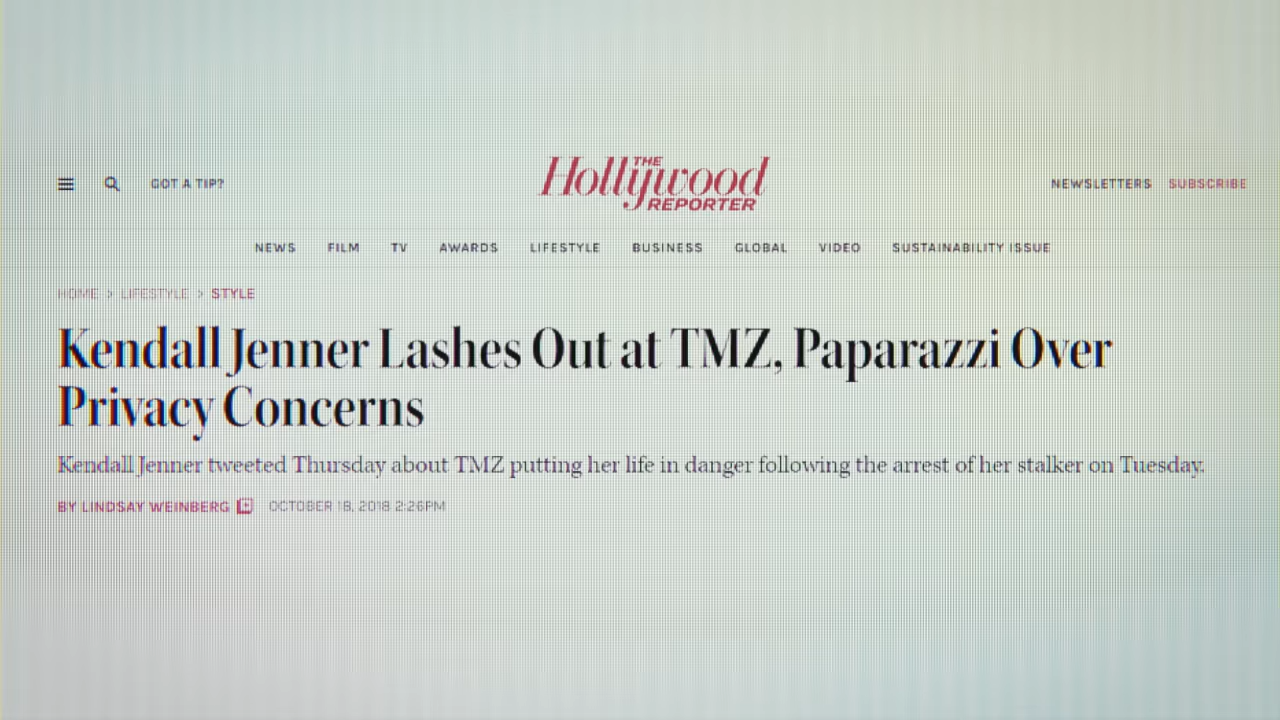 GOT A TIP?
THE
Hollywood
REPORTER
NEWSLETTERS SUBSCRIBE
NEWS FILM TV AWARDS LIFESTYLE BUSINESS GLOBAL VIDEO SUSTAINABILITY ISSUE
HOME > LIFESTYLE > STYLE
Kendall Jenner Lashes Out at TMZ, Paparazzi Over
Privacy Concerns
Kendall Jenner tweeted Thursday about TMZ putting her life in danger following the arrest of her stalker on Tuesday.
BY LINDSAY WEINBERG OCTOBER 18, 2018 2:26PM